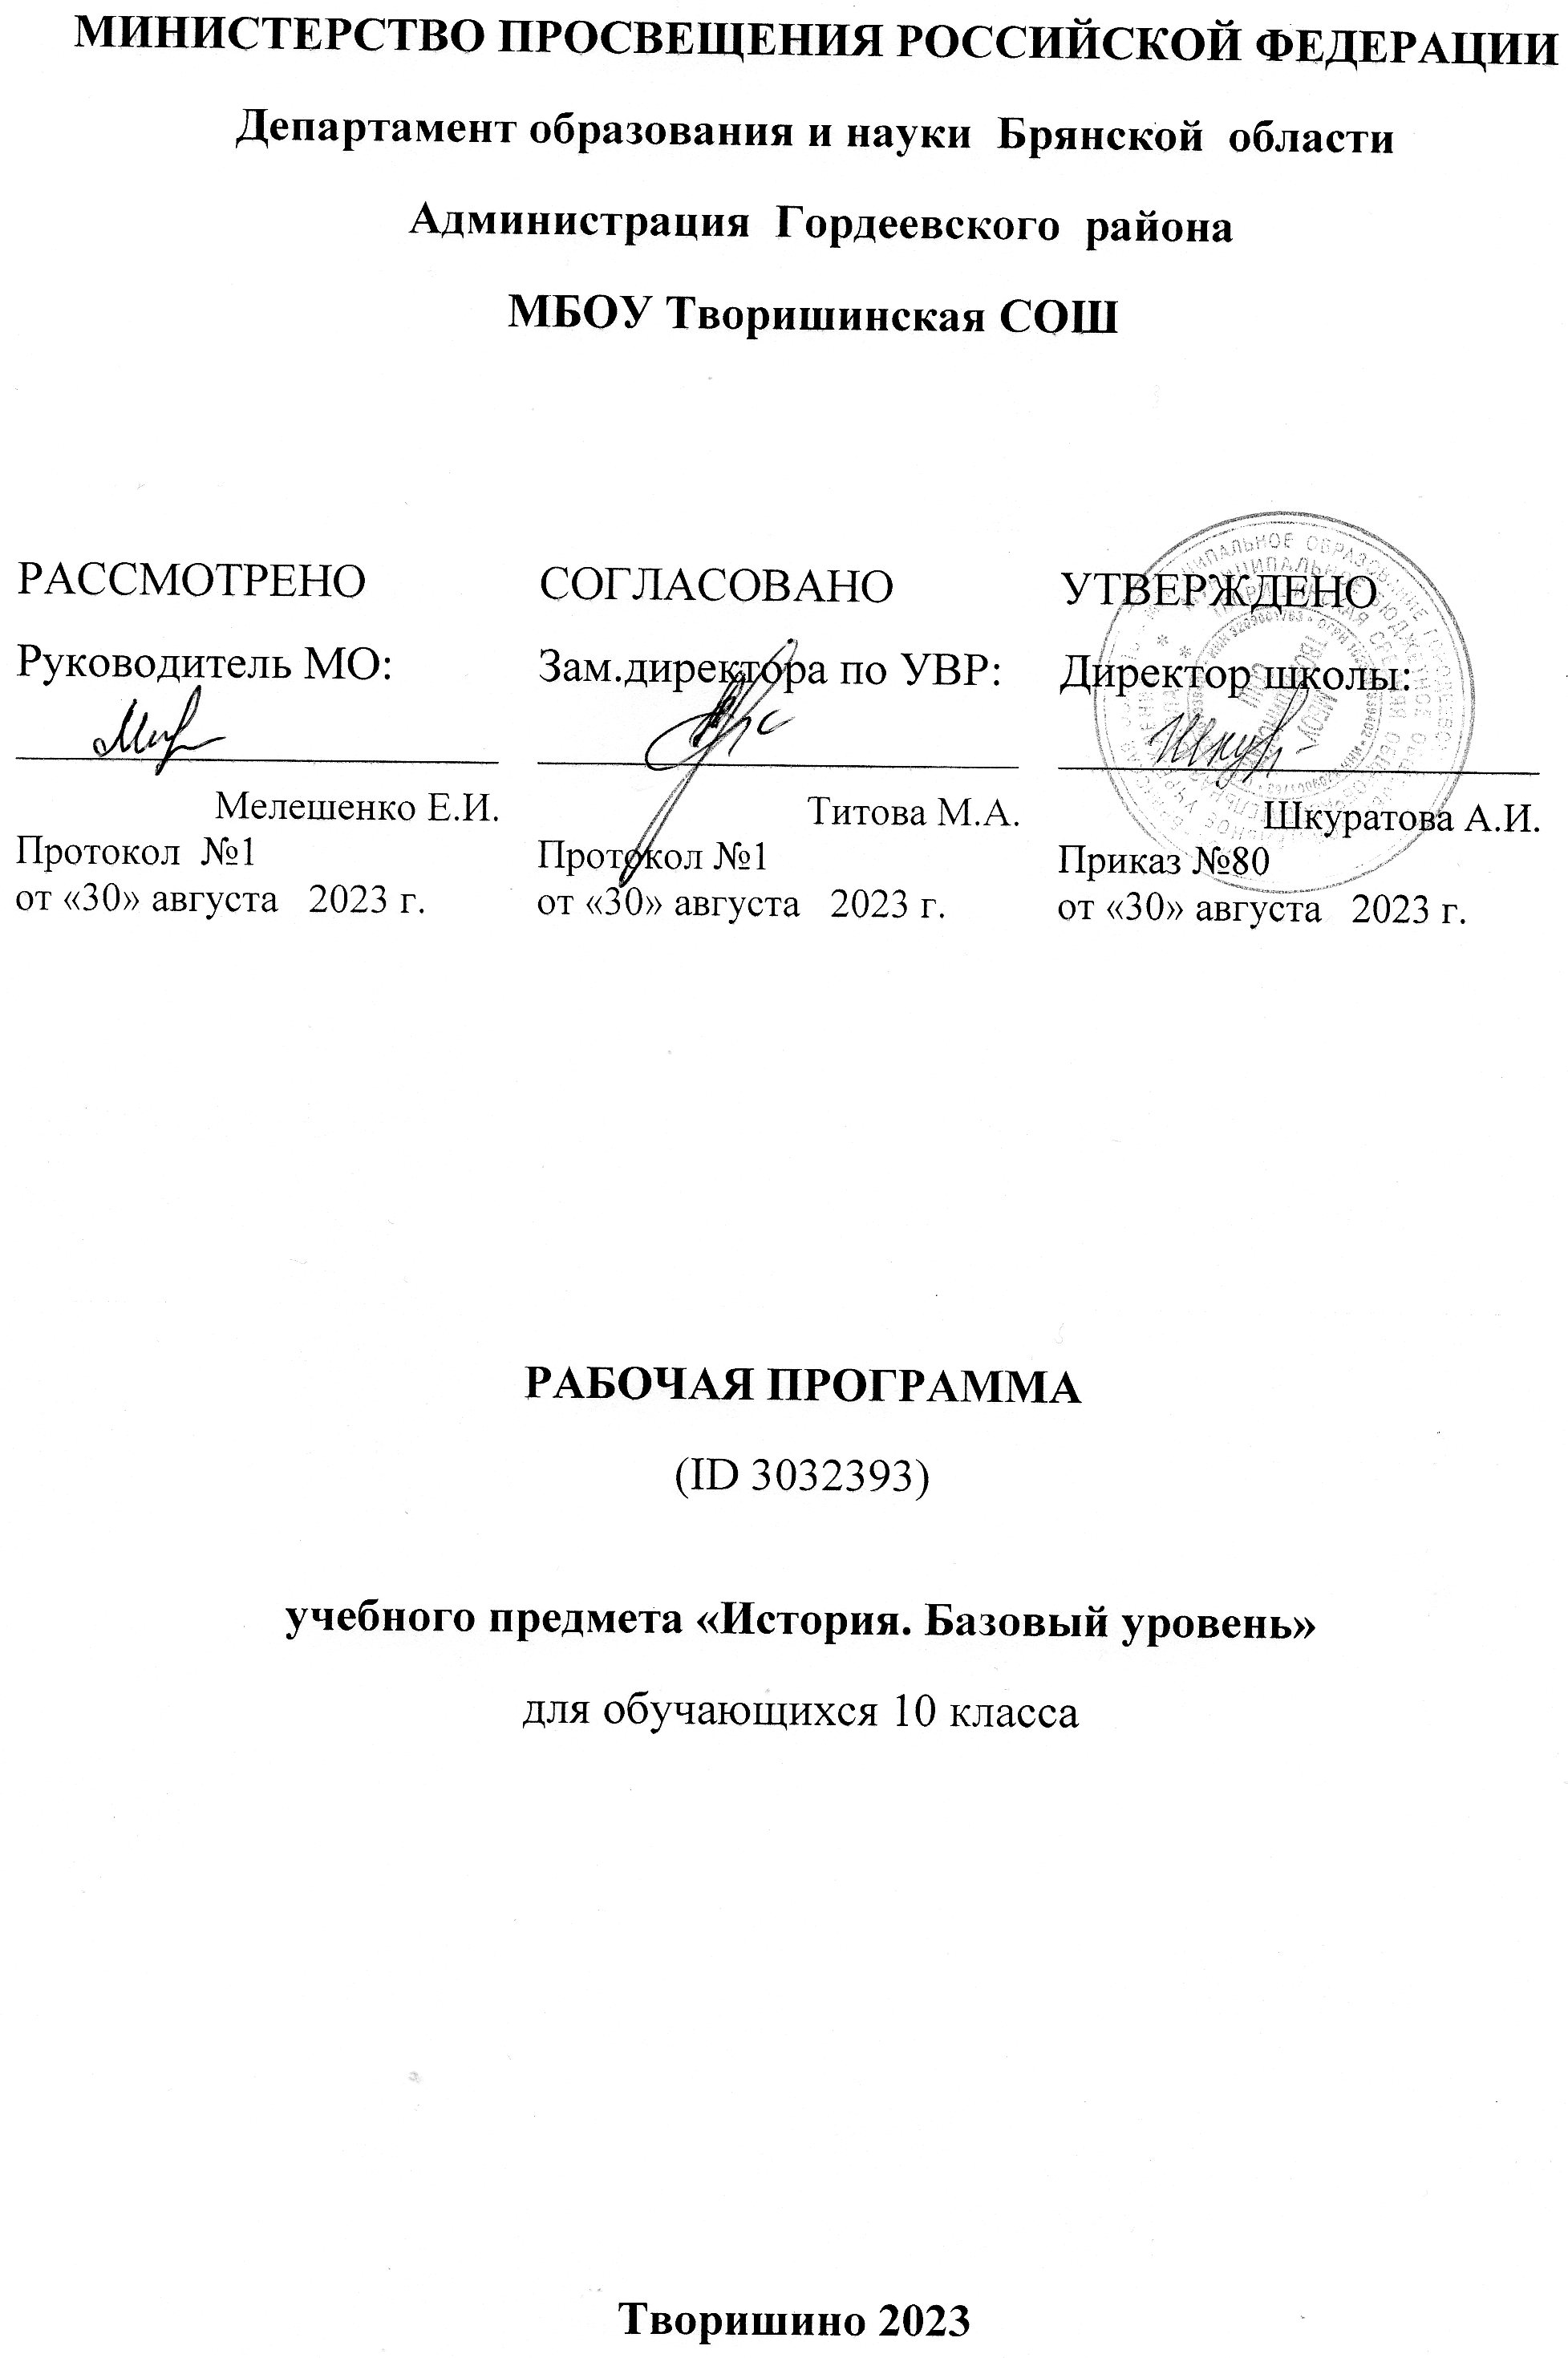 МИНИСТЕРСТВО ПРОСВЕЩЕНИЯ РОССИЙСКОЙ ФЕДЕРАЦИИ
Департамент образования и науки Брянской области
Администрация Гордеевского района
МБОУ Творишинская СОШ
РАССМОТРЕНО
Руководитель МО:
Мелешенко Е.И.
Протокол №1
от «30» августа 2023 г.
СОГЛАСОВАНО
Зам.директора по УВР:
Титова М.А.
Протокол №1
от «30» августа 2023 г.
УТВЕРЖДЕНО
Директор школы:
Шкуратова А.И.
Приказ №80
от «30» августа 2023 г.
РАБОЧАЯ ПРОГРАММА
(ID 3032393)
учебного предмета «История. Базовый уровень»
для обучающихся 10 класса
Творишино 2023